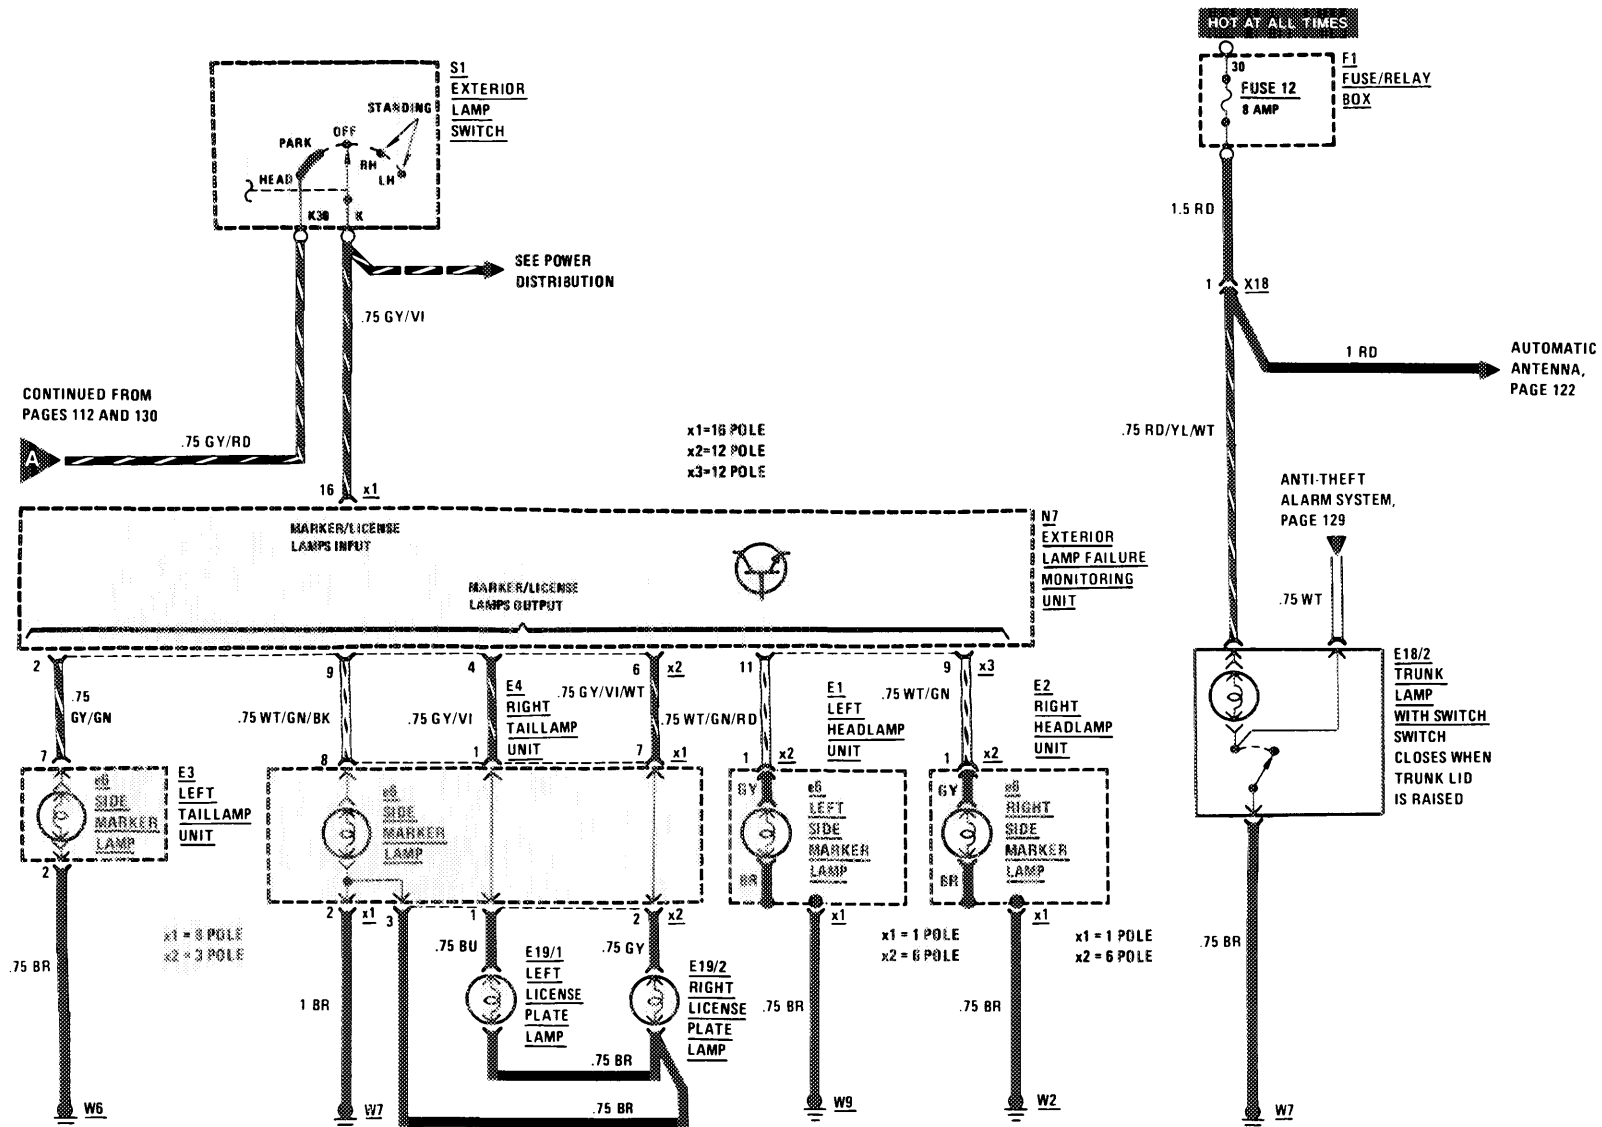 HOT AT ALL TIMES
30
FUSE 12
8 AMP
F1
FUSE/RELAY
BOX
S1
EXTERIOR
LAMP
SWITCH
STANDING
OFF
PARK
RH
LH
HEAD
K30
K
SEE POWER
DISTRIBUTION
.75 GY/VI
1.5 RD
1
X18
1 RD
AUTOMATIC
ANTENNA,
PAGE 122
CONTINUED FROM
PAGES 112 AND 130
A
.75 GY/RD
x1=16 POLE
x2=12 POLE
x3=12 POLE
.75 RD/YL/WT
ANTI-THEFT
ALARM SYSTEM,
PAGE 129
.75 WT
16
x1
MARKER/LICENSE
LAMPS INPUT
MARKER/LICENSE
LAMPS OUTPUT
N7
EXTERIOR
LAMP FAILURE
MONITORING
UNIT
2
9
4
6
x2
11
9
x3
.75
GY/GN
.75 WT/GN/BK
.75 GY/VI
E4
RIGHT
TAILLAMP
UNIT
.75 GY/VI/WT
.75 WT/GN/RD
E1
LEFT
HEADLAMP
UNIT
.75 WT/GN
E2
RIGHT
HEADLAMP
UNIT
E18/2
TRUNK
LAMP
WITH SWITCH
SWITCH
CLOSES WHEN
TRUNK LID
IS RAISED
7
8
1
7
x1
1
x2
1
x2
e6
SIDE
MARKER
LAMP
E3
LEFT
TAILLAMP
UNIT
e6
SIDE
MARKER
LAMP
GY
BR
e6
LEFT
SIDE
MARKER
LAMP
GY
BR
e6
RIGHT
SIDE
MARKER
LAMP
2
2
x1
3
1
2
x2
x1
x1
x1 = 8 POLE
x2 = 3 POLE
.75 BR
1 BR
.75 BU
E19/1
LEFT
LICENSE
PLATE
LAMP
.75 GY
E19/2
RIGHT
LICENSE
PLATE
LAMP
x1 = 1 POLE
x2 = 6 POLE
x1 = 1 POLE
x2 = 6 POLE
.75 BR
.75 BR
.75 BR
.75 BR
.75 BR
W6
W7
W9
W2
W7